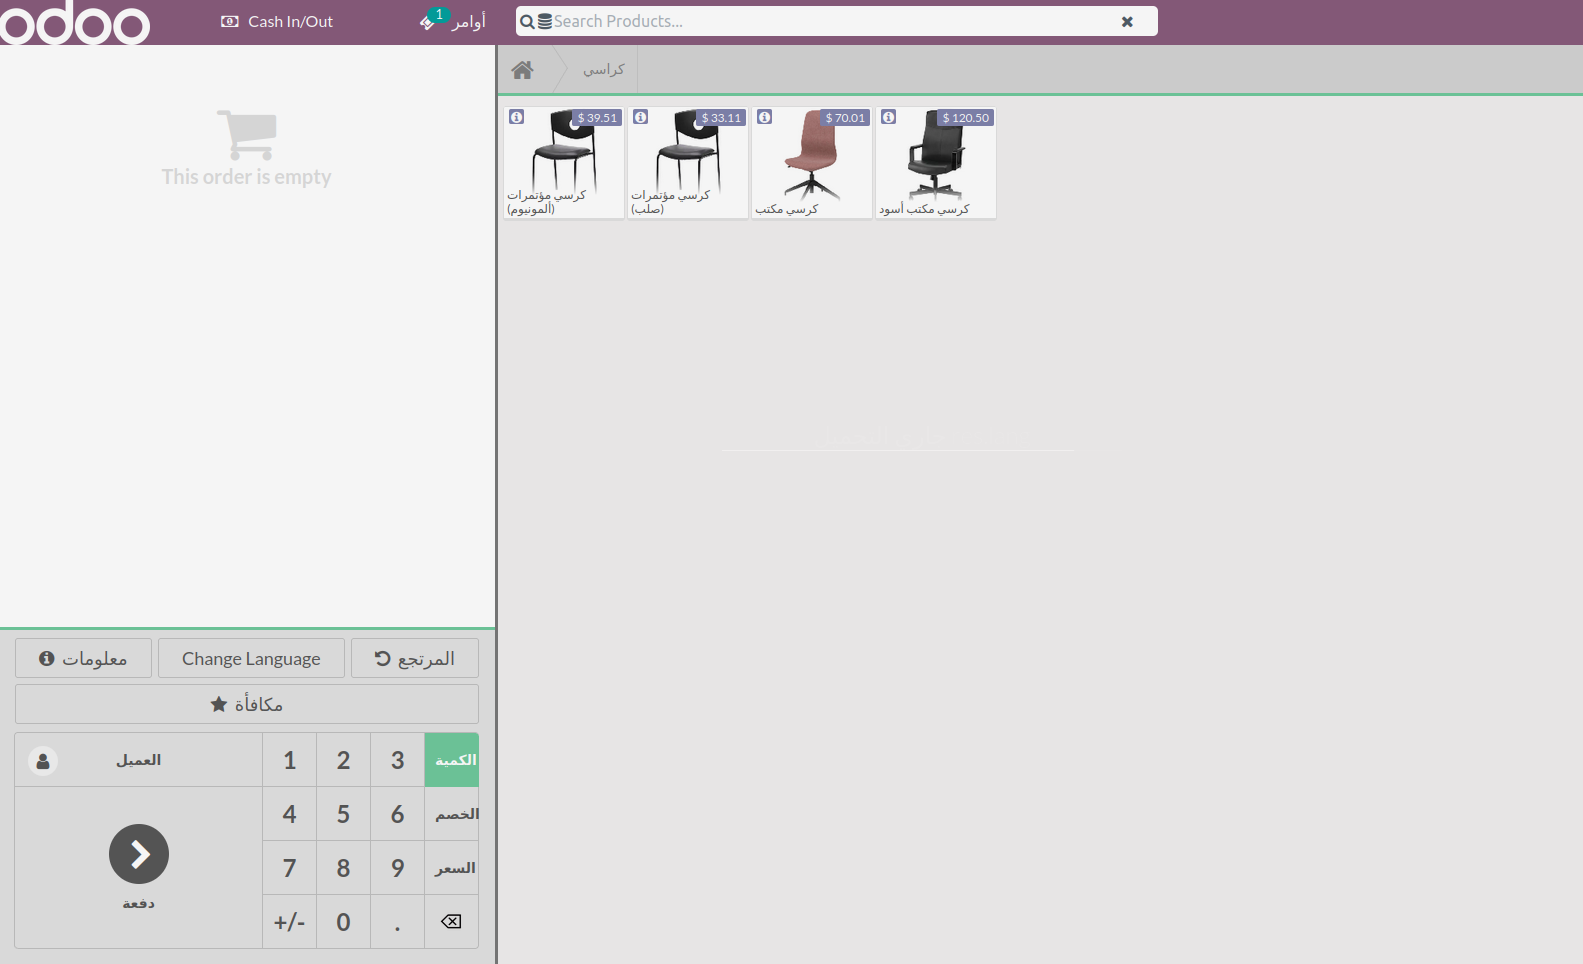 odoo
Cash In/Out
1
أوامر
Search Products...
This order is empty
كراسي
$ 39.51
كرسي مؤتمرات
(ألمونيوم)
$ 33.11
كرسي مؤتمرات
(صلب)
$ 70.01
كرسي مكتب
$ 120.50
كرسي مكتب أسود
معلومات
Change Language
المرتجع
مكافأة
العميل
دفعة
1 2 3 الكمية
4 5 6 الخصم
7 8 9 السعر
+/- 0 .